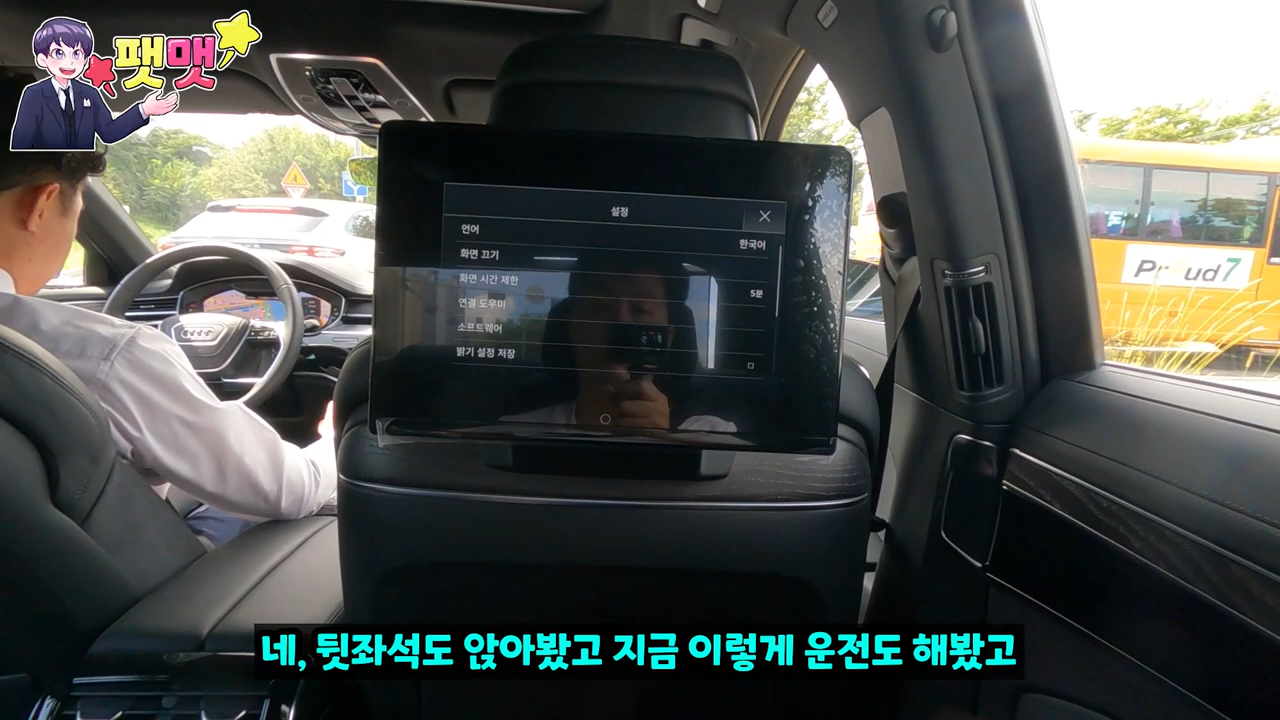 팻맷
설정
언어
한국어
화면 끄기
화면 시간 제한
5분
연결 도우미
소프트웨어
밝기 설정 저장
Proud7
네, 뒷좌석도 앉아봤고 지금 이렇게 운전도 해봤고